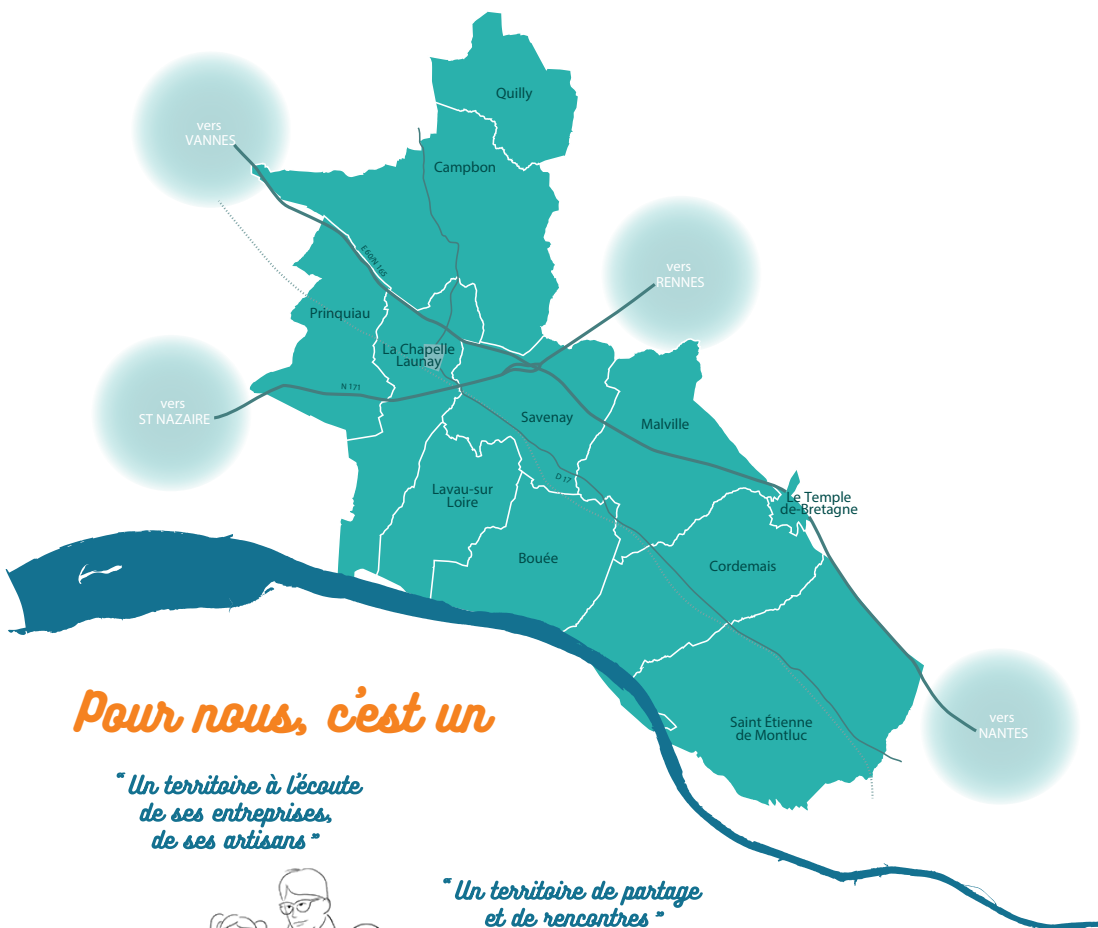 Quilly
vers
VANNES
Campbon
E 60/N 165
vers
RENNES
Prinquiau
La Chapelle
Launay
N 171
vers
ST NAZAIRE
Savenay
Malville
D 17
Lavau-sur
Loire
Le Temple
de-Bretagne
Bouée
Cordemais
Saint Étienne
de Montluc
vers
NANTES
Pour nous, c'est un
“ Un territoire à l'écoute
de ses entreprises,
de ses artisans ”
“ Un territoire de partage
et de rencontres ”